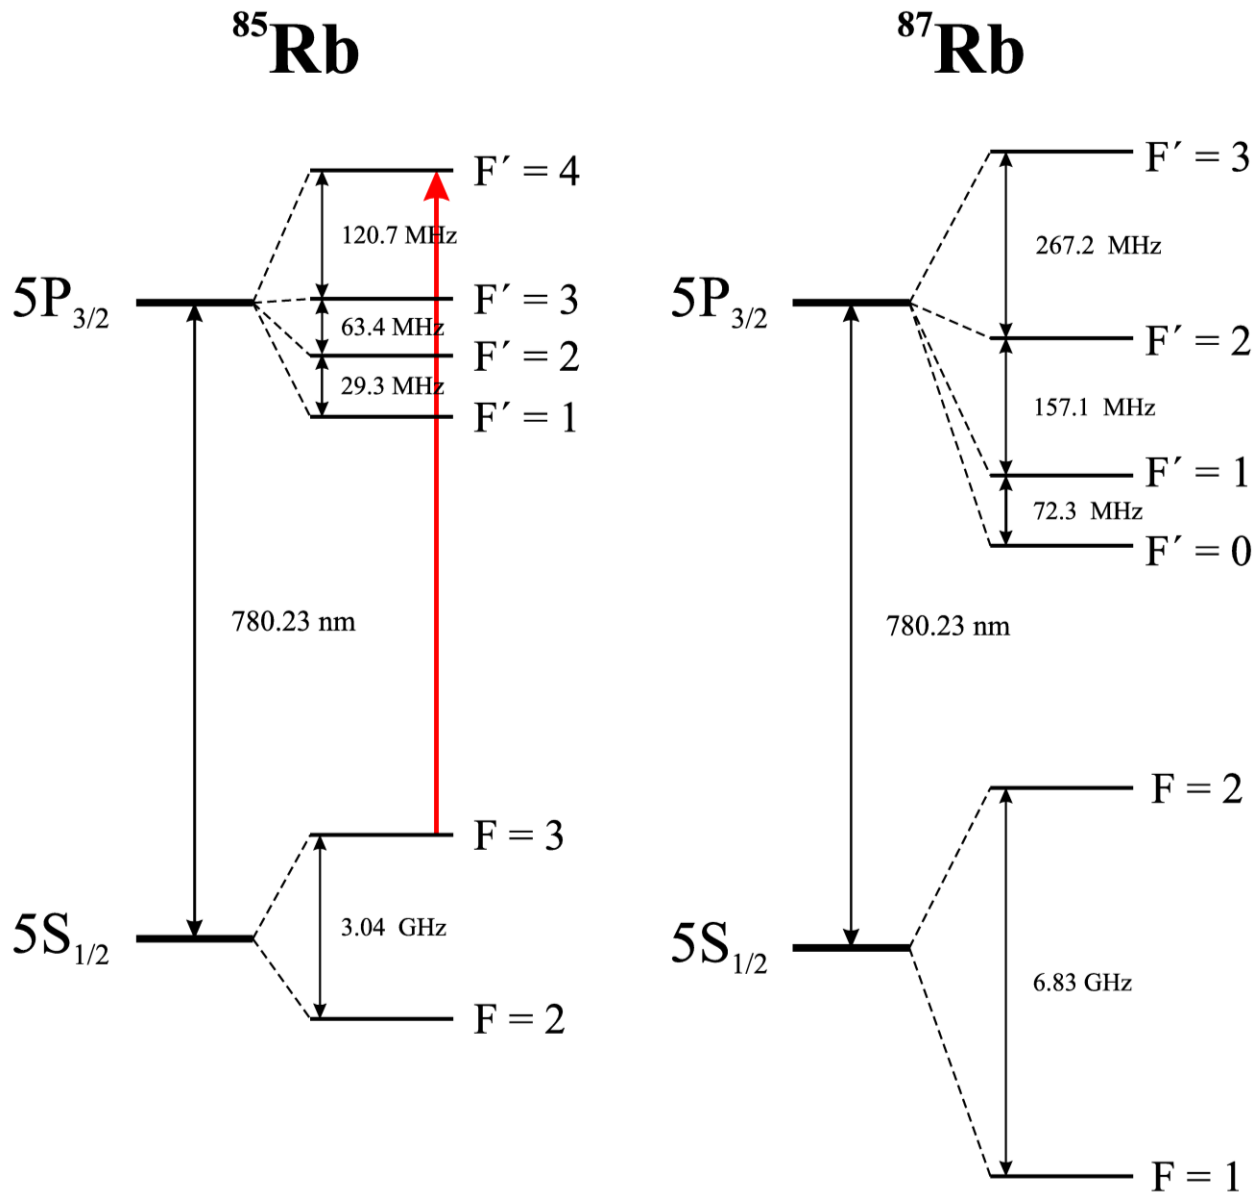 ⁸⁵Rb
F´ = 4
120.7 MHz
5P3/2
F´ = 3
63.4 MHz
F´ = 2
29.3 MHz
F´ = 1
780.23 nm
F = 3
5S1/2
3.04 GHz
F = 2
⁸⁷Rb
F´ = 3
267.2 MHz
5P3/2
F´ = 2
157.1 MHz
F´ = 1
72.3 MHz
F´ = 0
780.23 nm
F = 2
5S1/2
6.83 GHz
F = 1